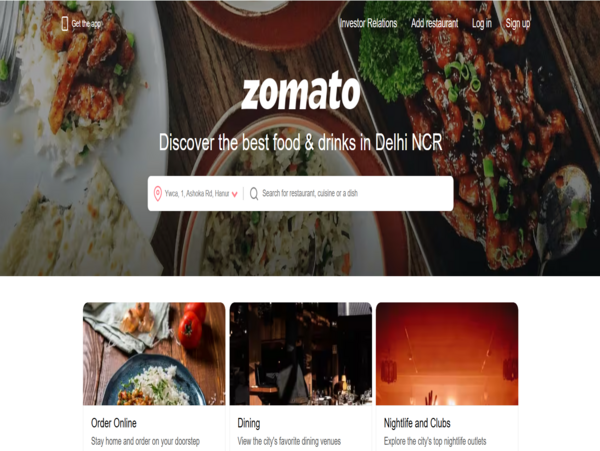 Get the app
Investor Relations
Add restaurant
Log in
Sign up
zomato
Discover the best food & drinks in Delhi NCR
Ywca, 1, Ashoka Rd, Hanur
Search for restaurant, cuisine or a dish
Order Online
Stay home and order on your doorstep
Dining
View the city's favorite dining venues
Nightlife and Clubs
Explore the city's top nightlife outlets